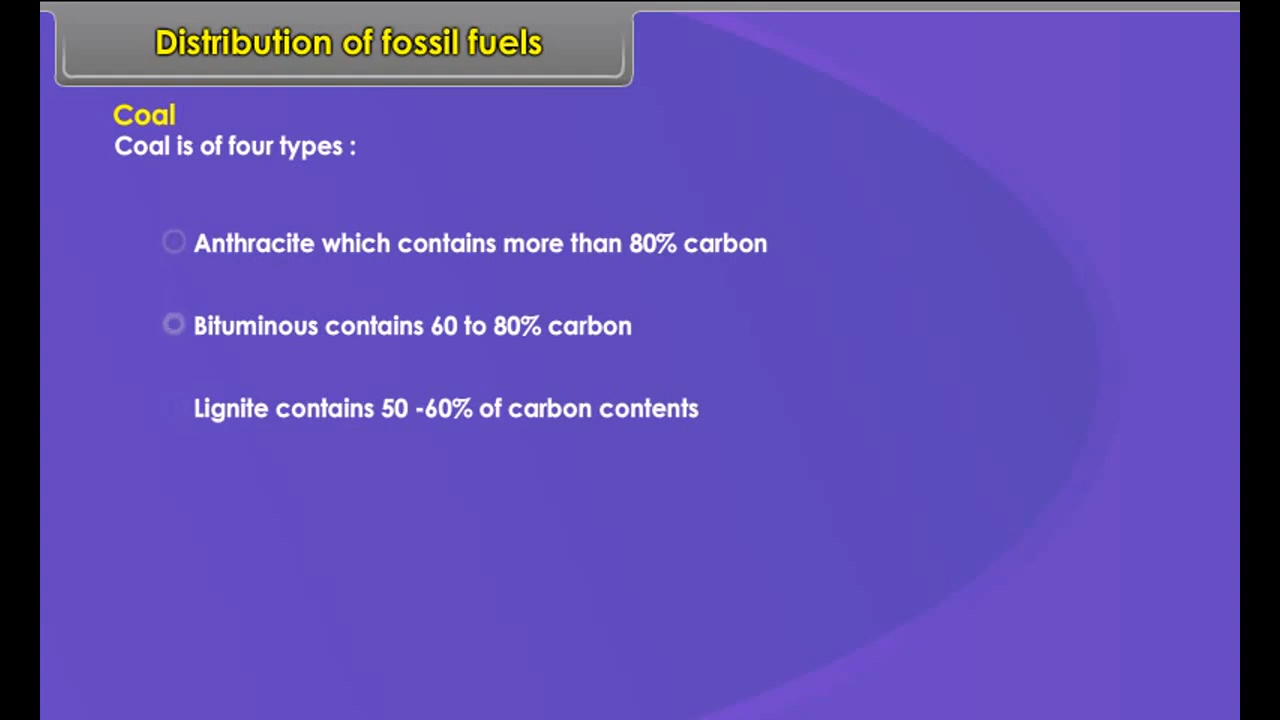 Distribution of fossil fuels
Coal
Coal is of four types :
Anthracite which contains more than 80% carbon
Bituminous contains 60 to 80% carbon
Lignite contains 50 -60% of carbon contents